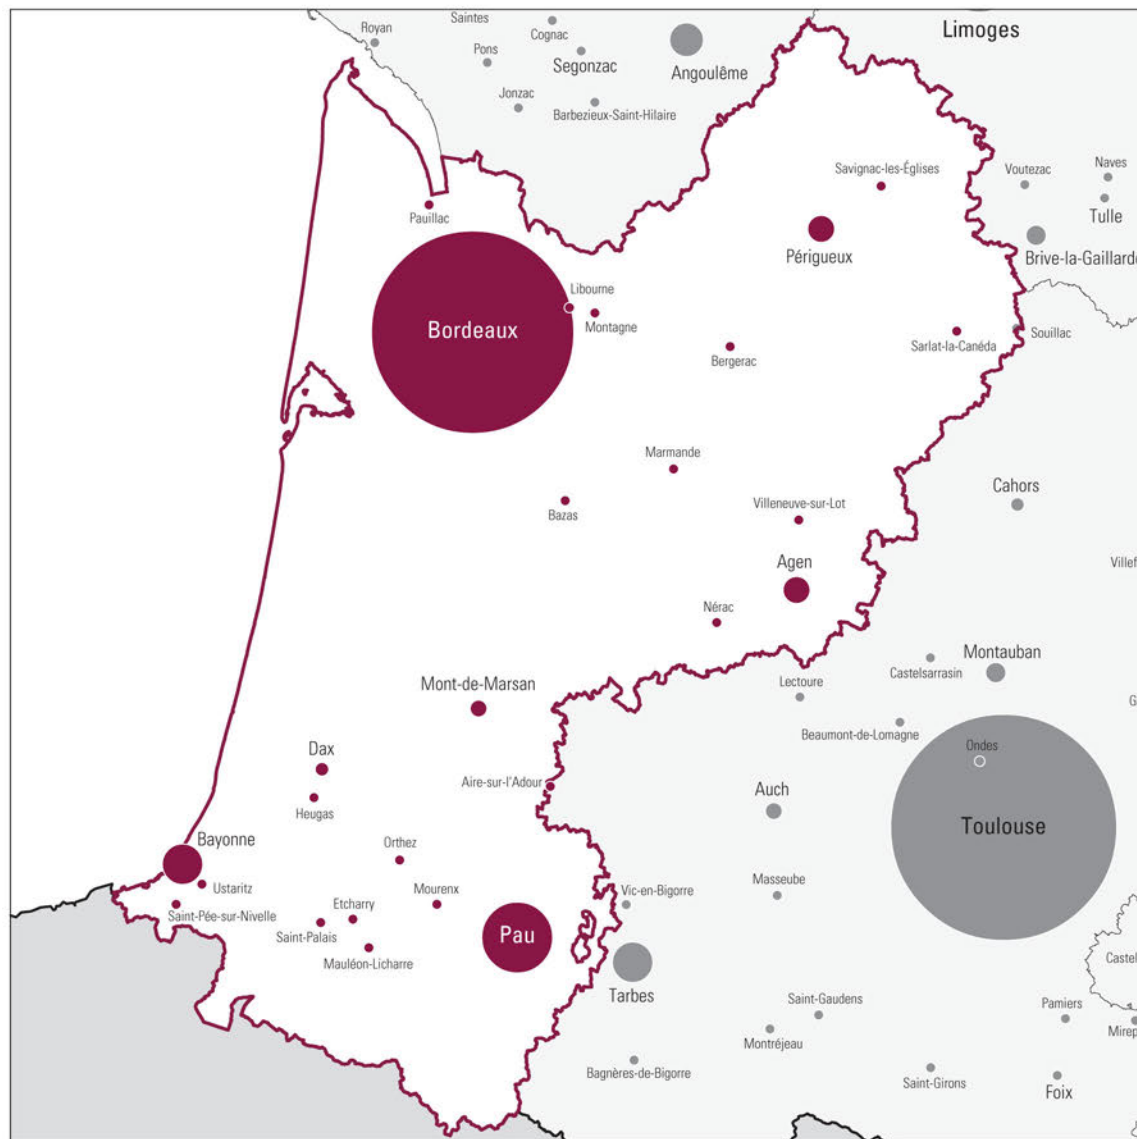 Saintes
Royan
Cognac
Limoges
Pons
Segonzac
Angoulême
Jonzac
Barbezieux-Saint-Hilaire
Savignac-les-Églises
Voutezac
Naves
Pauillac
Tulle
Périgueux
Brive-la-Gaillarde
Libourne
Bordeaux
Montagne
Souillac
Sarlat-la-Canéda
Bergerac
Marmande
Cahors
Villeneuve-sur-Lot
Bazas
Agen
Villef
Nérac
Montauban
Castelsarrasin
Mont-de-Marsan
Lectoure
G
Beaumont-de-Lomagne
Dax
Ondes
Aire-sur-l'Adour
Auch
Heugas
Toulouse
Bayonne
Orthez
Masseube
Ustaritz
Mourenx
Vic-en-Bigorre
Etcharry
Saint-Pée-sur-Nivelle
Saint-Palais
Pau
Mauléon-Licharre
Castel
Tarbes
Saint-Gaudens
Pamiers
Mirep
Montréjeau
Bagnères-de-Bigorre
Saint-Girons
Foix